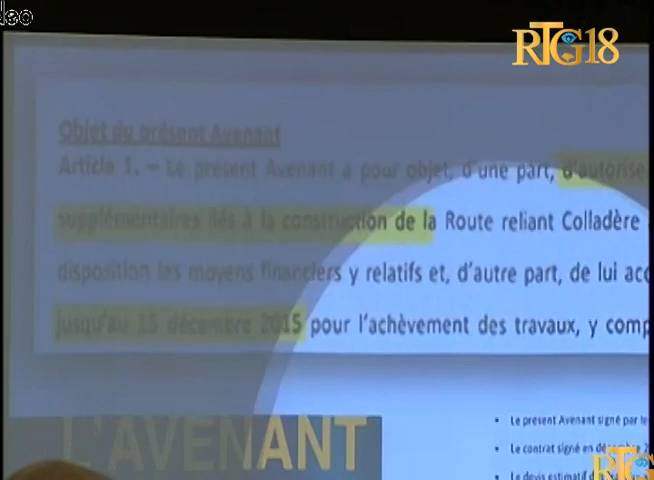 deo
RTG18
Objet du présent Avenant
Article 1. – Le présent Avenant a pour objet, d'une part, d'autorise
supplémentaires liés à la construction de la Route reliant Colladère
disposition les moyens financiers y relatifs et, d'autre part, de lui acc
jusqu'au 15 décembre 2015 pour l'achèvement des travaux, y comp
L'AVENANT
• Le présent Avenant signé par le
• Le contrat signé en décembre 2
• Le devis estimatif d
RTG